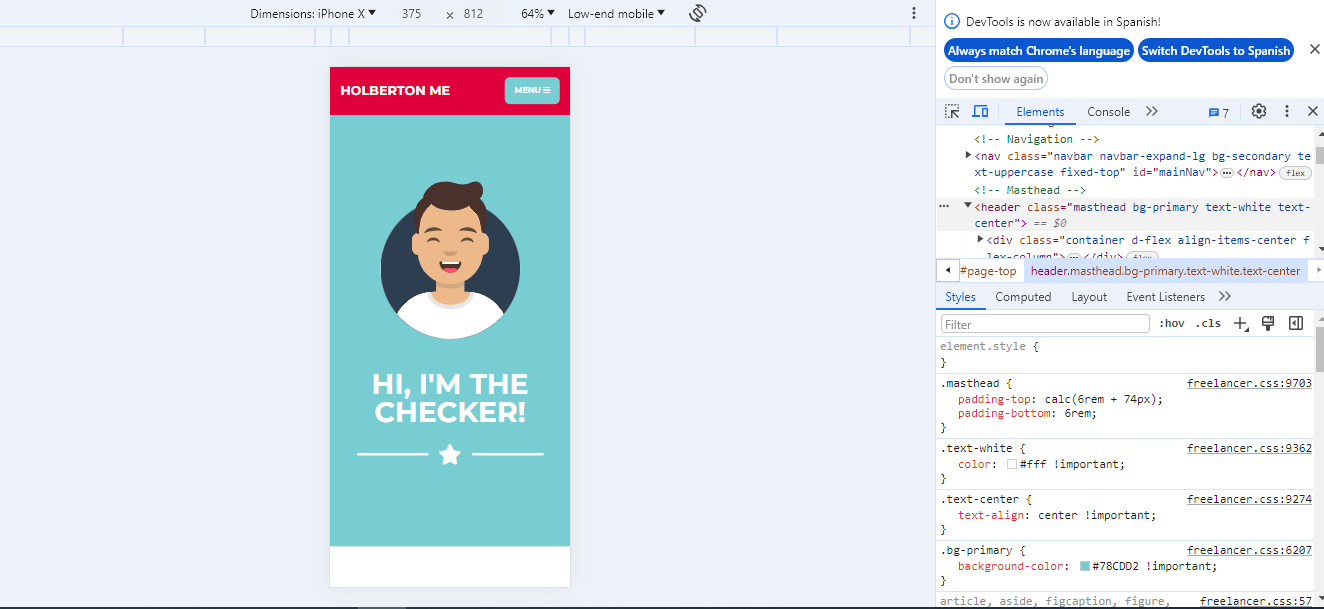 Dimensions: iPhone X 375 x 812 64% Low-end mobile
HOLBERTON ME
MENU
HI, I'M THE
CHECKER!
DevTools is now available in Spanish!
Always match Chrome's language Switch DevTools to Spanish
Don't show again
Elements Console 7
<!-- Navigation -->
<nav class="navbar navbar-expand-lg bg-secondary te
xt-uppercase fixed-top" id="mainNav">…</nav> flex
<!-- Masthead -->
<header class="masthead bg-primary text-white text-
center"> == $0
<div class="container d-flex align-items-center f
lex-column">…</div> flex
#page-top header.masthead.bg-primary.text-white.text-center
Styles Computed Layout Event Listeners
Filter :hov .cls
element.style {
}
.masthead { freelancer.css:9703
padding-top: calc(6rem + 74px);
padding-bottom: 6rem;
}
.text-white { freelancer.css:9362
color: #fff !important;
}
.text-center { freelancer.css:9274
text-align: center !important;
}
.bg-primary { freelancer.css:6207
background-color: #78CDD2 !important;
}
article, aside, figcaption, figure, freelancer.css:57